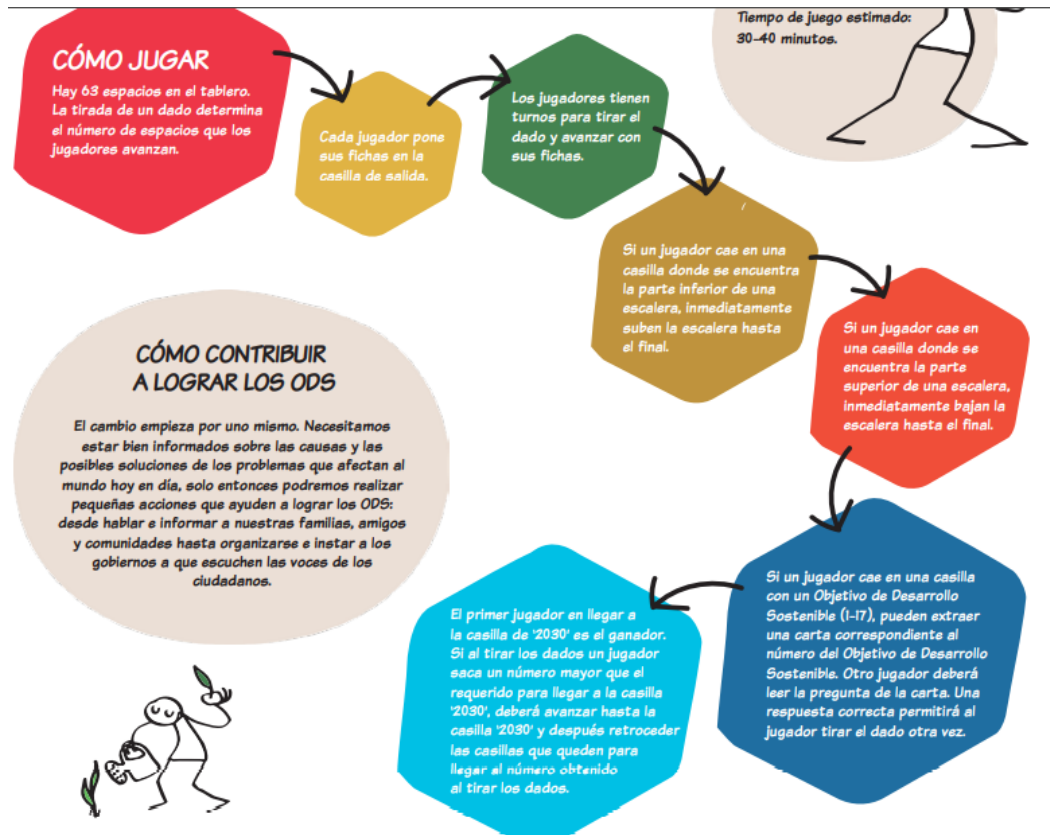 Tiempo de juego estimado:
30-40 minutos.
CÓMO JUGAR
Hay 63 espacios en el tablero.
La tirada de un dado determina
el número de espacios que los
jugadores avanzan.
Cada jugador pone
sus fichas en la
casilla de salida.
Los jugadores tienen
turnos para tirar el
dado y avanzar con
sus fichas.
Si un jugador cae en una
casilla donde se encuentra
la parte inferior de una
escalera, inmediatamente
suben la escalera hasta
el final.
Si un jugador cae en
una casilla donde se
encuentra la parte
superior de una escalera,
inmediatamente bajan la
escalera hasta el final.
Si un jugador cae en una casilla
con un Objetivo de Desarrollo
Sostenible (1-17), pueden extraer
una carta correspondiente al
número del Objetivo de Desarrollo
Sostenible. Otro jugador deberá
leer la pregunta de la carta. Una
respuesta correcta permitirá al
jugador tirar el dado otra vez.
El primer jugador en llegar a
la casilla de '2030' es el ganador.
Si al tirar los dados un jugador
saca un número mayor que el
requerido para llegar a la casilla
'2030', deberá avanzar hasta la
casilla '2030' y después retroceder
las casillas que queden para
llegar al número obtenido
al tirar los dados.
CÓMO CONTRIBUIR
A LOGRAR LOS ODS
El cambio empieza por uno mismo. Necesitamos
estar bien informados sobre las causas y las
posibles soluciones de los problemas que afectan al
mundo hoy en día, solo entonces podremos realizar
pequeñas acciones que ayuden a lograr los ODS:
desde hablar e informar a nuestras familias, amigos
y comunidades hasta organizarse e instar a los
gobiernos a que escuchen las voces de los
ciudadanos.